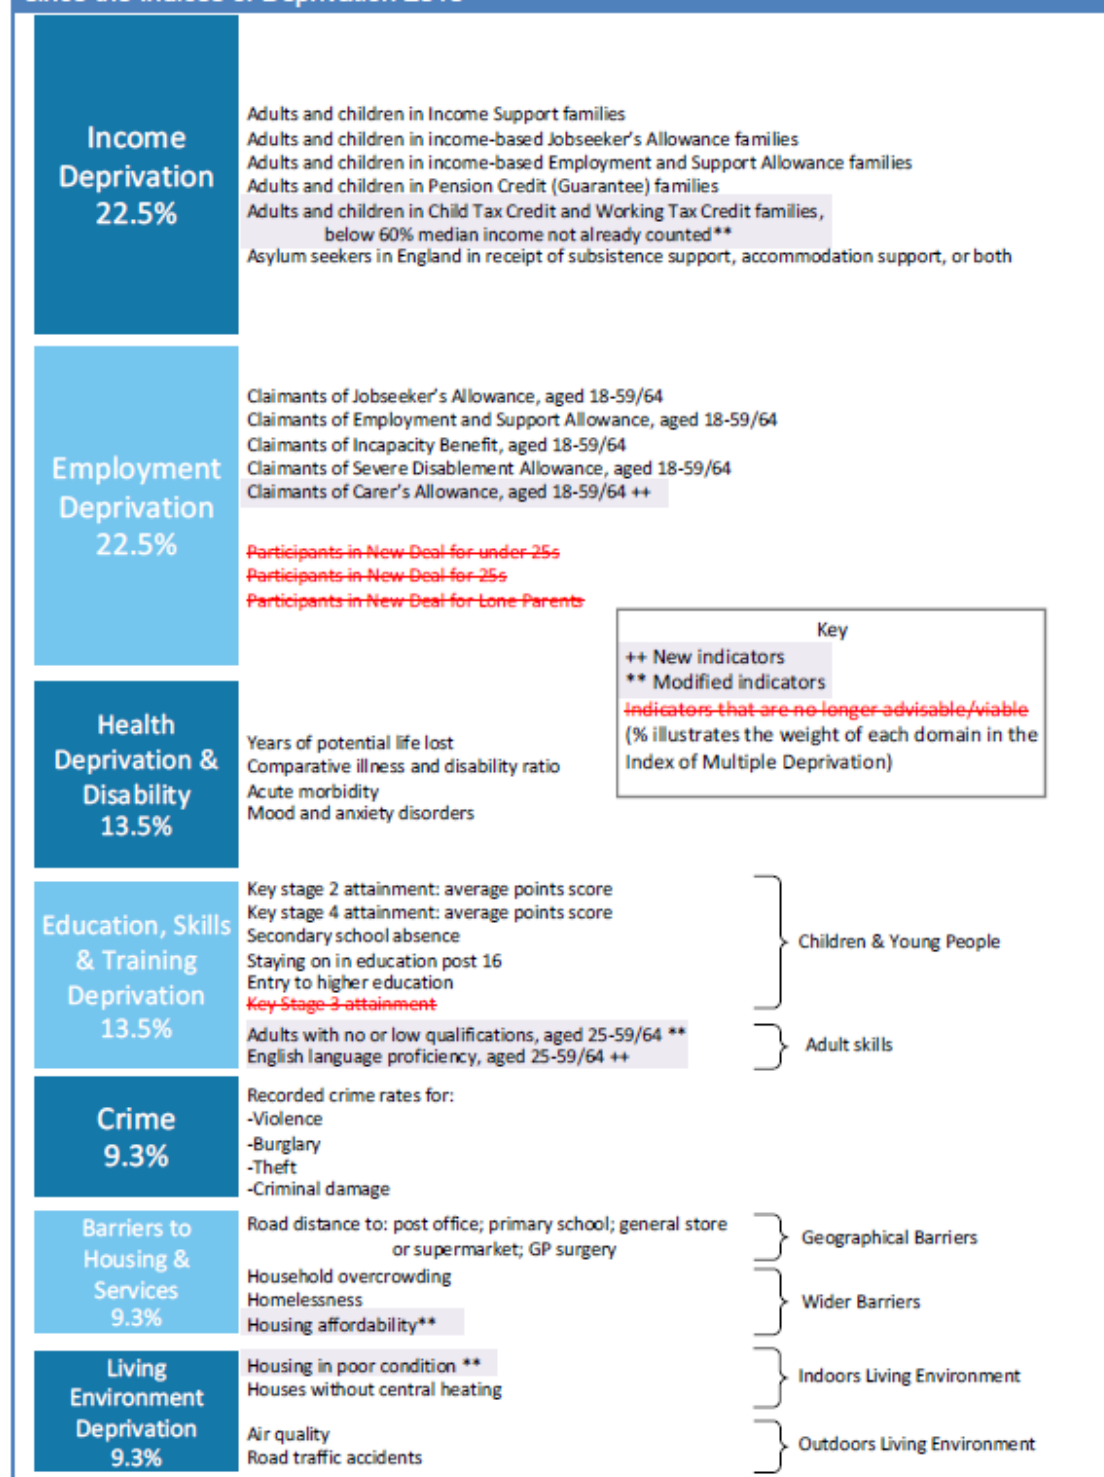 Income
Deprivation
22.5%
Adults and children in Income Support families
Adults and children in income-based Jobseeker's Allowance families
Adults and children in income-based Employment and Support Allowance families
Adults and children in Pension Credit (Guarantee) families
Adults and children in Child Tax Credit and Working Tax Credit families,
below 60% median income not already counted**
Asylum seekers in England in receipt of subsistence support, accommodation support, or both
Employment
Deprivation
22.5%
Claimants of Jobseeker's Allowance, aged 18-59/64
Claimants of Employment and Support Allowance, aged 18-59/64
Claimants of Incapacity Benefit, aged 18-59/64
Claimants of Severe Disablement Allowance, aged 18-59/64
Claimants of Carer's Allowance, aged 18-59/64 ++
Participants in New Deal for under 25s
Participants in New Deal for 25s
Participants in New Deal for Lone Parents
Key
++ New indicators
** Modified indicators
Indicators that are no longer advisable/viable
(% illustrates the weight of each domain in the
Index of Multiple Deprivation)
Health
Deprivation &
Disability
13.5%
Years of potential life lost
Comparative illness and disability ratio
Acute morbidity
Mood and anxiety disorders
Education, Skills
& Training
Deprivation
13.5%
Key stage 2 attainment: average points score
Key stage 4 attainment: average points score
Secondary school absence
Staying on in education post 16
Entry to higher education
Key Stage 3 attainment
Children & Young People
Adults with no or low qualifications, aged 25-59/64 **
English language proficiency, aged 25-59/64 ++
Adult skills
Crime
9.3%
Recorded crime rates for:
-Violence
-Burglary
-Theft
-Criminal damage
Barriers to
Housing &
Services
9.3%
Road distance to: post office; primary school; general store
or supermarket; GP surgery
Geographical Barriers
Household overcrowding
Homelessness
Housing affordability**
Wider Barriers
Living
Environment
Deprivation
9.3%
Housing in poor condition **
Houses without central heating
Indoors Living Environment
Air quality
Road traffic accidents
Outdoors Living Environment